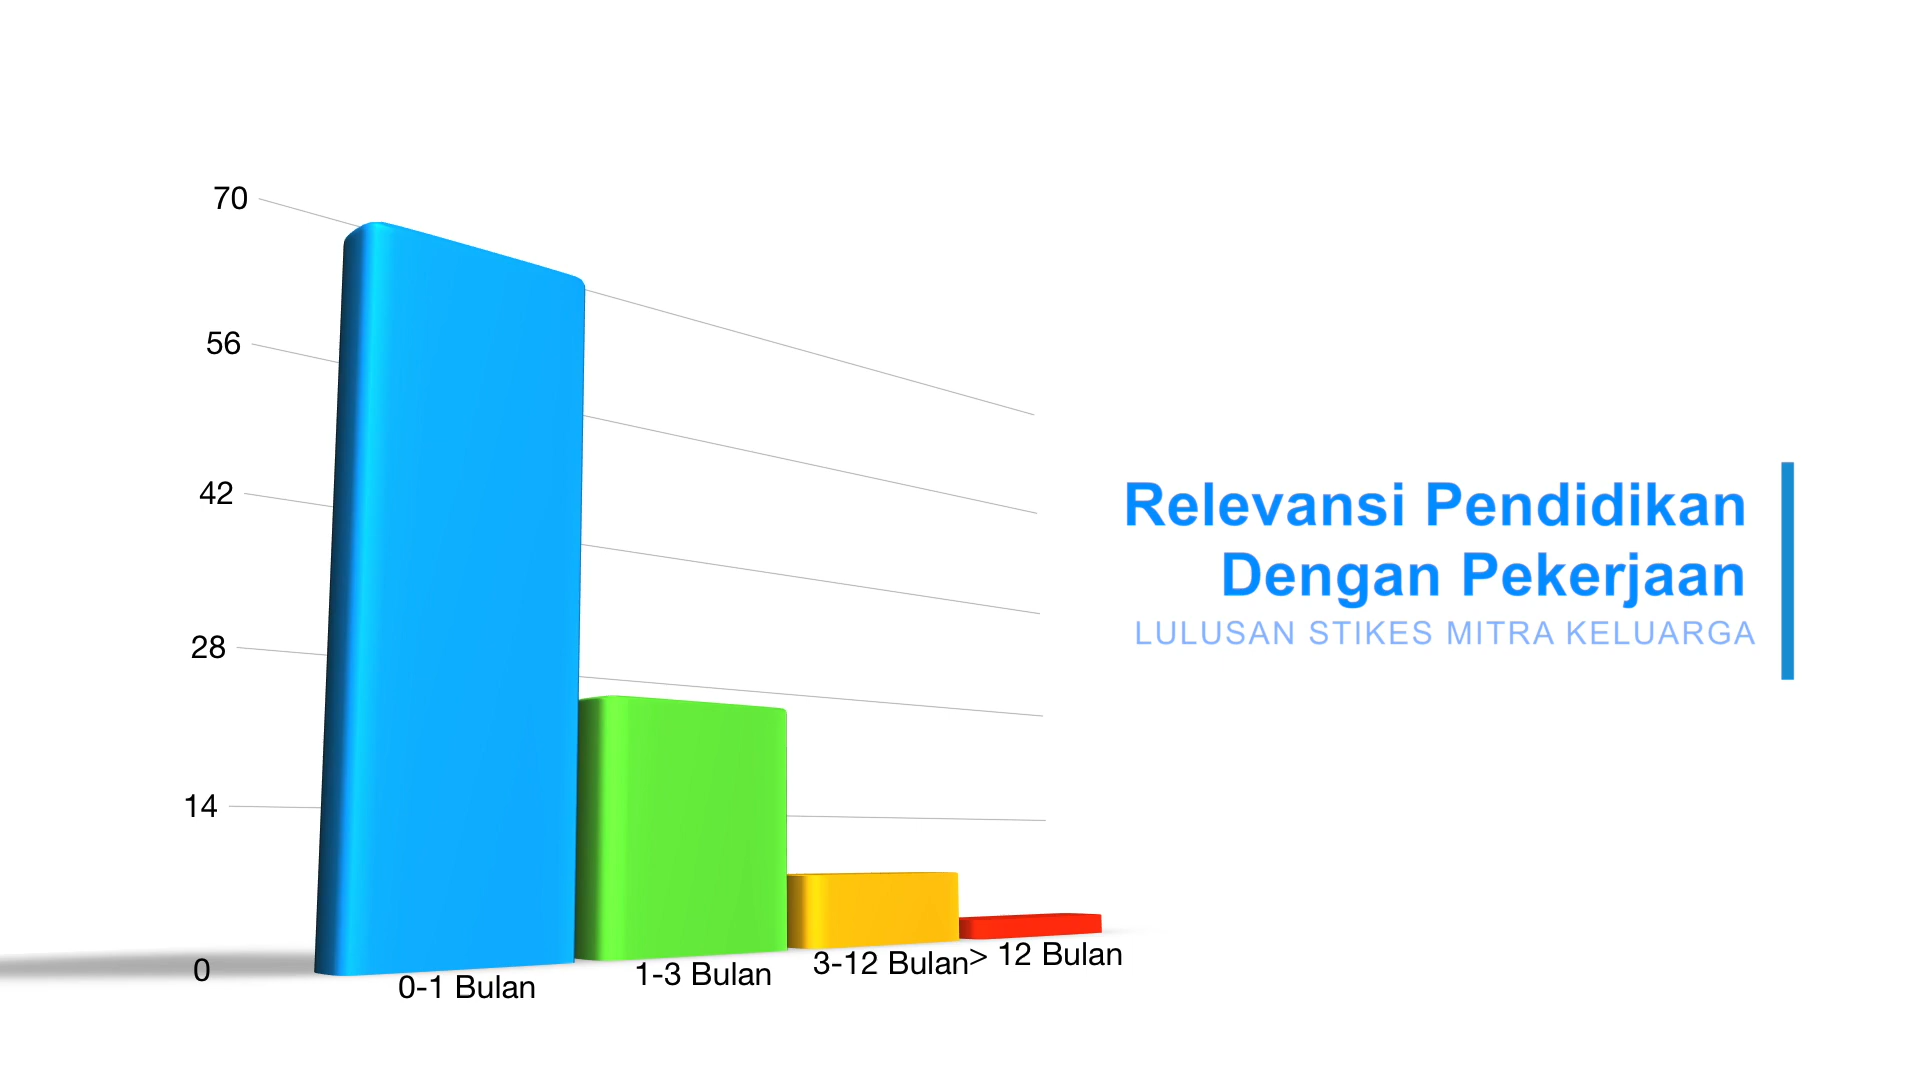 70
56
42
28
14
0
0-1 Bulan
1-3 Bulan
3-12 Bulan
> 12 Bulan
Relevansi Pendidikan
Dengan Pekerjaan
LULUSAN STIKES MITRA KELUARGA